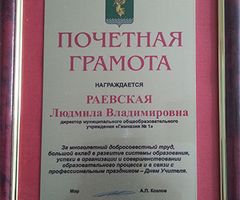 ПОЧЕТНАЯ
ГРАМОТА
НАГРАЖДАЕТСЯ
РАЕВСКАЯ
Людмила Владимировна
директор муниципального общеобразовательного
учреждения «Гимназия № 1»
За многолетний добросовестный труд,
большой вклад в развитие системы образования,
успехи в организации и совершенствовании
образовательного процесса и в связи с
профессиональным праздником – Днем Учителя.
Мэр А.П. Козлов